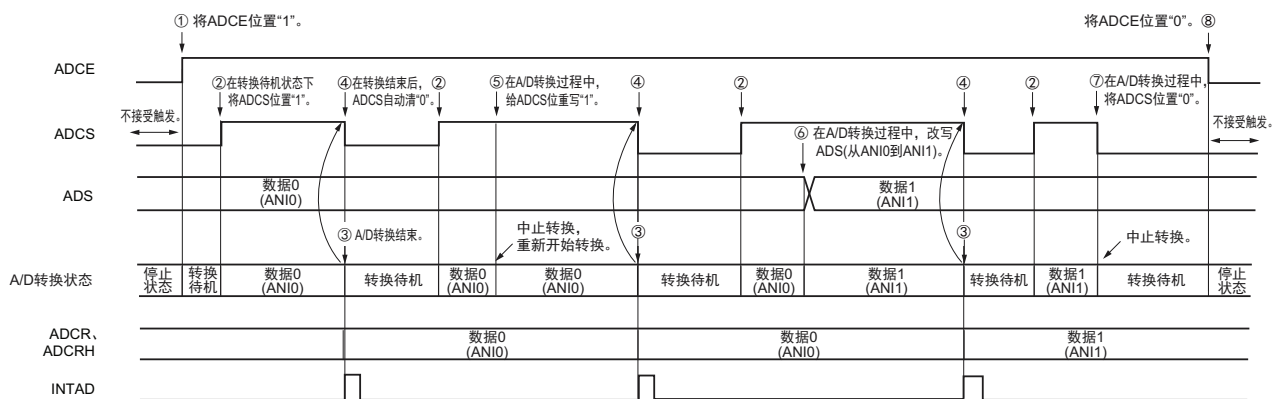 ① 将ADCE位置“1”。
将ADCE位置“0”。⑧
ADCE
②在转换待机状态下
将ADCS位置“1”。
④在转换结束后,
ADCS自动清“0”。
②
⑤在A/D转换过程中,
给ADCS位重写“1”。
④
②
④
②
⑦在A/D转换过程中,
将ADCS位置“0”。
不接受触发。
不接受触发。
ADCS
⑥ 在A/D转换过程中，改写
ADS(从ANI0到ANI1)。
ADS
数据0
(ANI0)
数据1
(ANI1)
③ A/D转换结束。
中止转换，
重新开始转换。
③
③
中止转换。
A/D转换状态
停止
状态
转换
待机
数据0
(ANI0)
转换待机
数据0
(ANI0)
数据0
(ANI0)
转换待机
数据0
(ANI0)
数据1
(ANI1)
转换待机
数据1
(ANI1)
转换待机
停止
状态
ADCR、
ADCRH
数据0
(ANI0)
数据0
(ANI0)
数据1
(ANI1)
INTAD